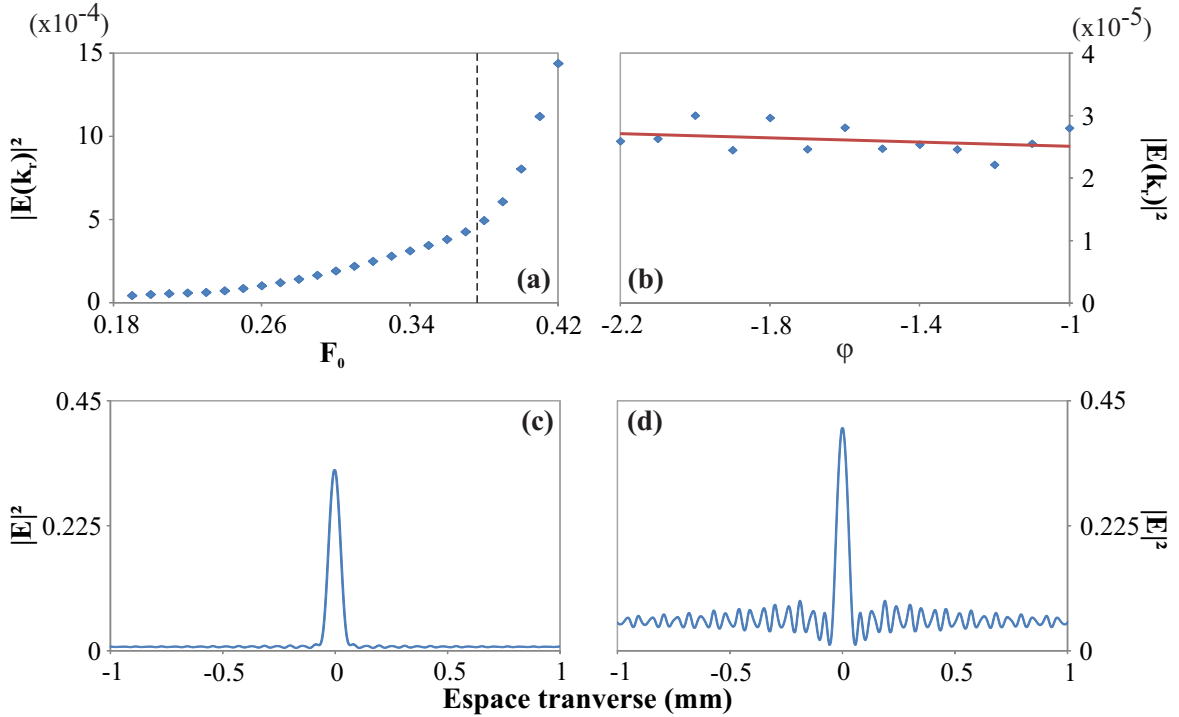 (x10⁻⁴)
(x10⁻⁵)
15
10
5
0
|E(kᵣ)|²
0.18
0.26
0.34
0.42
F₀
(a)
4
3
2
1
0
|E(kᵣ)|²
-2.2
-1.8
-1.4
-1
φ
(b)
0.45
0.225
0
|E|²
-1
-0.5
0
0.5
1
(c)
(d)
0.45
0.225
0
|E|²
-1
-0.5
0
0.5
1
Espace tranverse (mm)